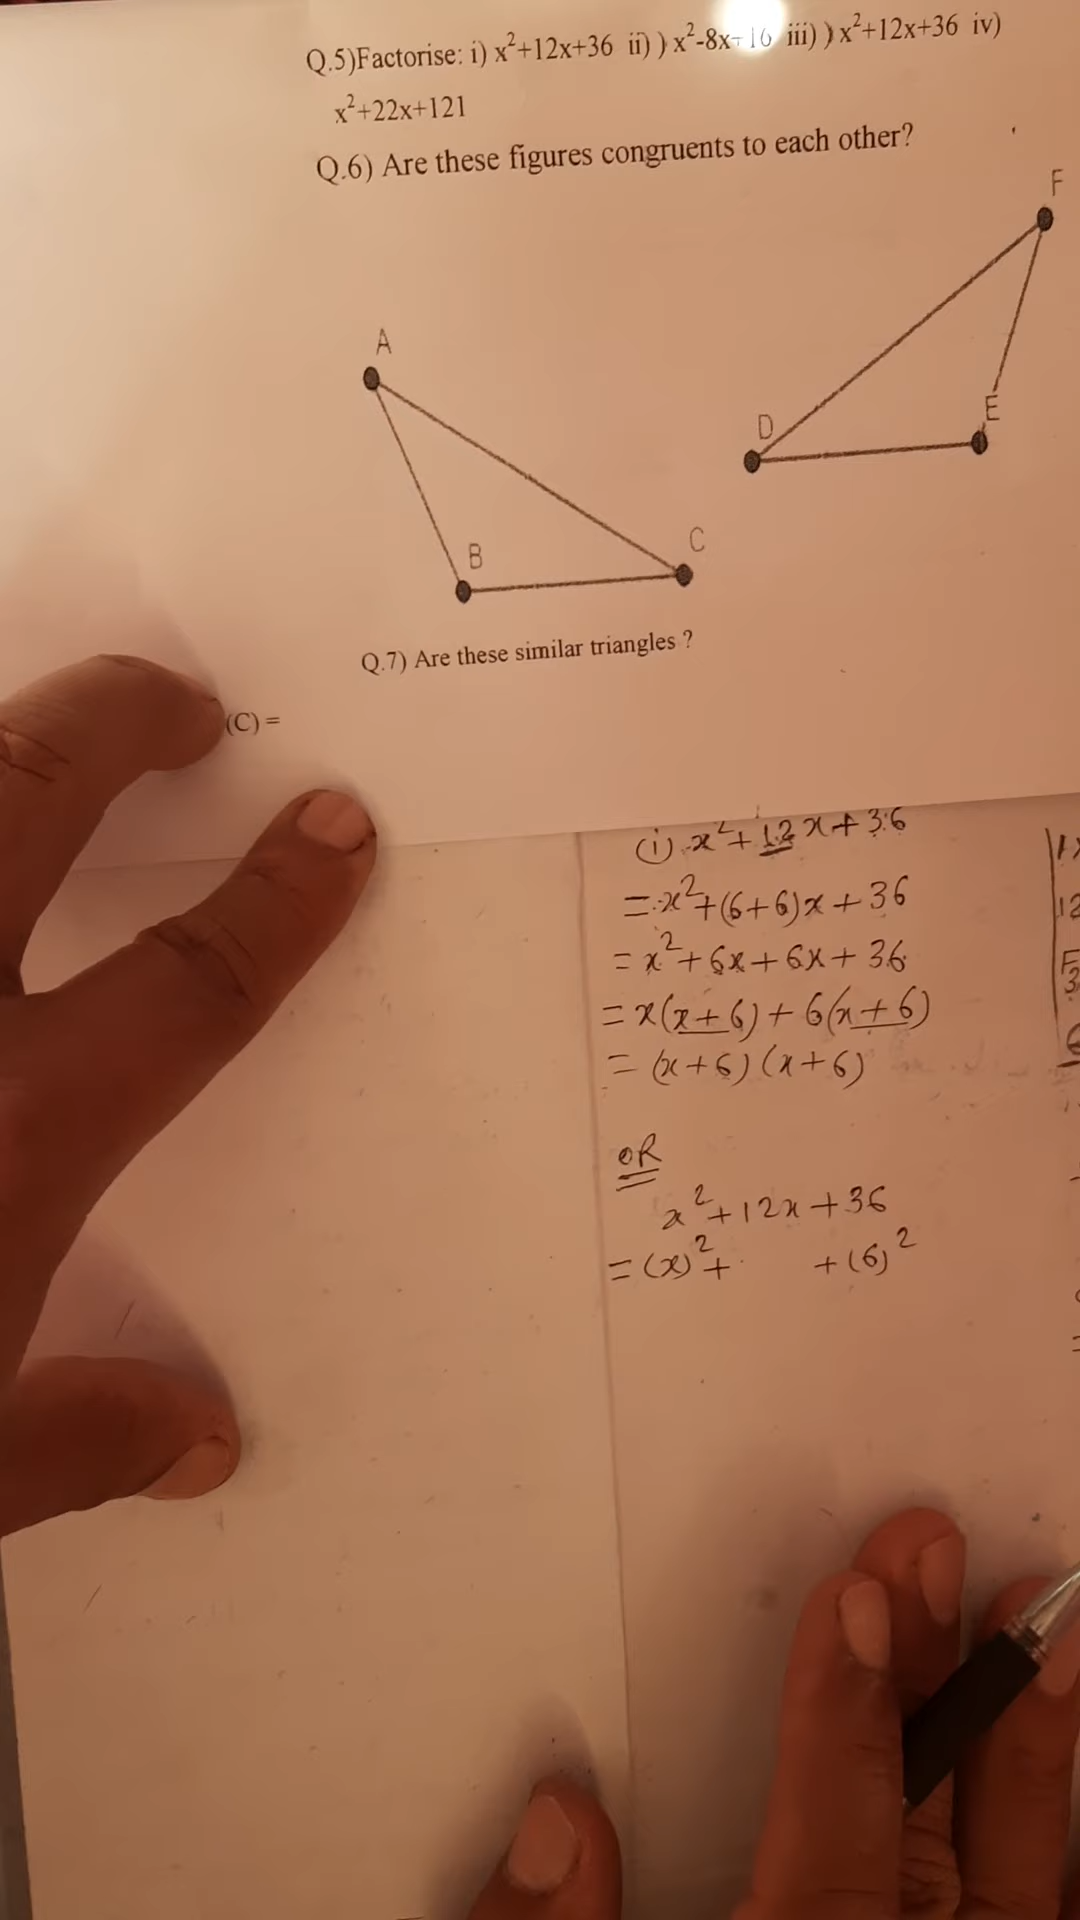 Q.5)Factorise: i) x²+12x+36 ii) ) x²-8x+16 iii) ) x²+12x+36 iv)
x²+22x+121
Q.6) Are these figures congruents to each other?
F
A
D
E
B
C
Q.7) Are these similar triangles ?
(C) =
(i) x²+12x+36
=x²+(6+6)x+36
=x²+6x+6x+36
=x(x+6)+6(x+6)
=(x+6)(x+6)
OR
x²+12x+36
=(x)²+ +(6)²
12